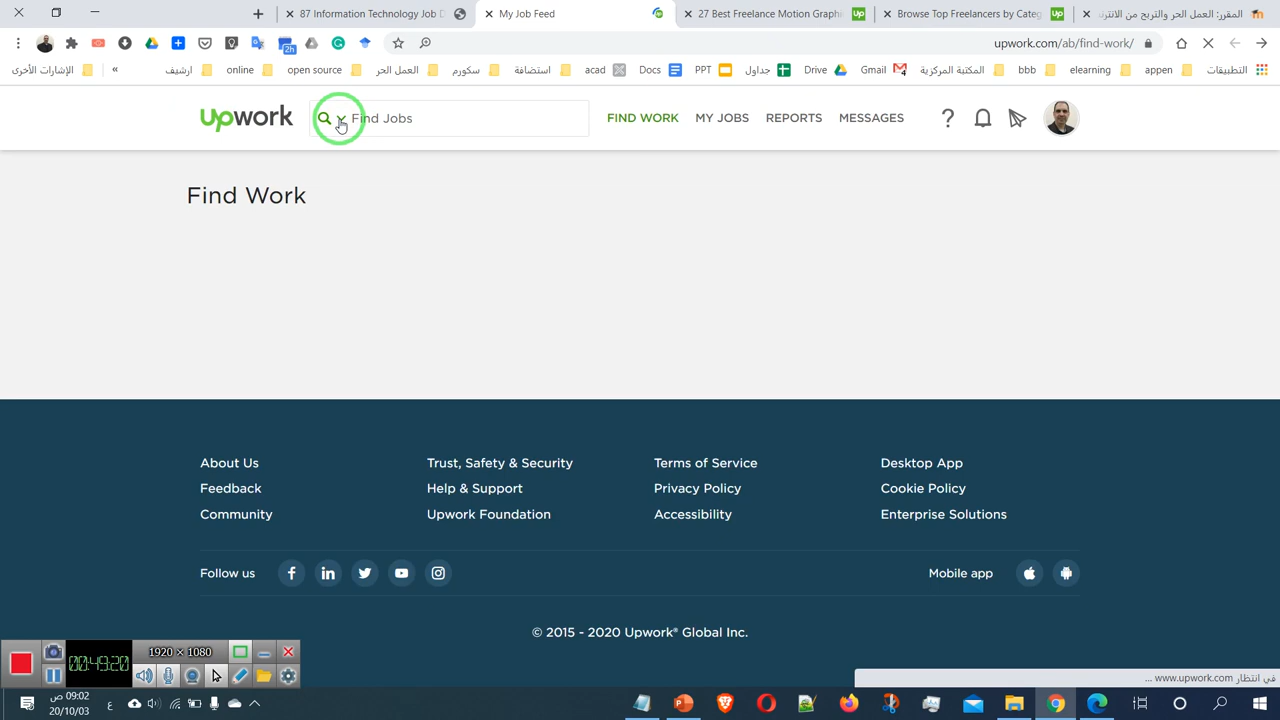 87 Information Technology Job D
My Job Feed
27 Best Freelance Motion Graphi
Browse Top Freelancers by Categ
المقرر: العمل الحر والتربح من الانترنت
upwork.com/ab/find-work/
الإشارات الأخرى
»
ارشيف
online
open source
العمل الحر
سكورم
استضافة
acad
Docs
PPT
جداول
Drive
Gmail
المكتبة المركزية
bbb
elearning
appen
التطبيقات
2h
upwork
Find Jobs
FIND WORK
MY JOBS
REPORTS
MESSAGES
Find Work
About Us
Trust, Safety & Security
Terms of Service
Desktop App
Feedback
Help & Support
Privacy Policy
Cookie Policy
Community
Upwork Foundation
Accessibility
Enterprise Solutions
Follow us
Mobile app
© 2015 - 2020 Upwork® Global Inc.
1920 × 1080
00:49:20
في انتظار www.upwork.com ...
09:02 ص
ع
20/10/03